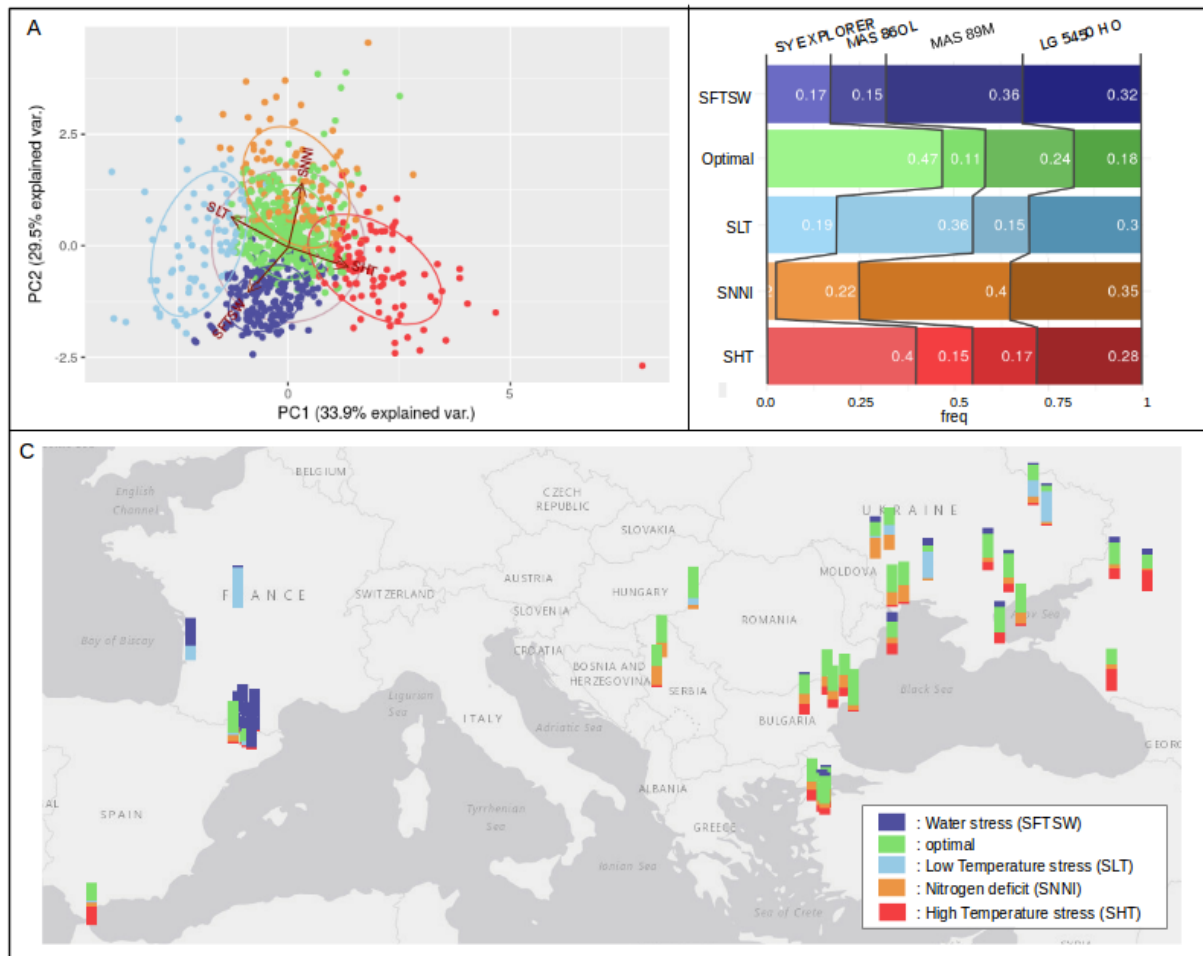 A
PC2 (29.5% explained var.)
2.5
0.0
-2.5
SNNI
SLT
SHT
SFTSW
0
5
PC1 (33.9% explained var.)
SY EXPLORER
MAS 86OL
MAS 89M
LG 5450 HO
SFTSW
0.17
0.15
0.36
0.32
Optimal
0.47
0.11
0.24
0.18
SLT
0.19
0.36
0.15
0.3
SNNI
0.22
0.4
0.35
SHT
0.4
0.15
0.17
0.28
0.0
0.25
0.5
0.75
1
freq
C
BELGIUM
English
Channel
CZECH
REPUBLIC
SLOVAKIA
UKRAINE
FRANCE
SWITZERLAND
AUSTRIA
HUNGARY
MOLDOVA
SLOVENIA
ROMANIA
Bay of Biscay
CROATIA
BOSNIA AND
HERZEGOVINA
SERBIA
Ligurian
Sea
Black Sea
ITALY
Adriatic Sea
BULGARIA
GEORG
ALBANIA
SPAIN
Tyrrhenian
Sea
GREECE
Ionian Sea
Sea of Crete
SYRIA
: Water stress (SFTSW)
: optimal
: Low Temperature stress (SLT)
: Nitrogen deficit (SNNI)
: High Temperature stress (SHT)